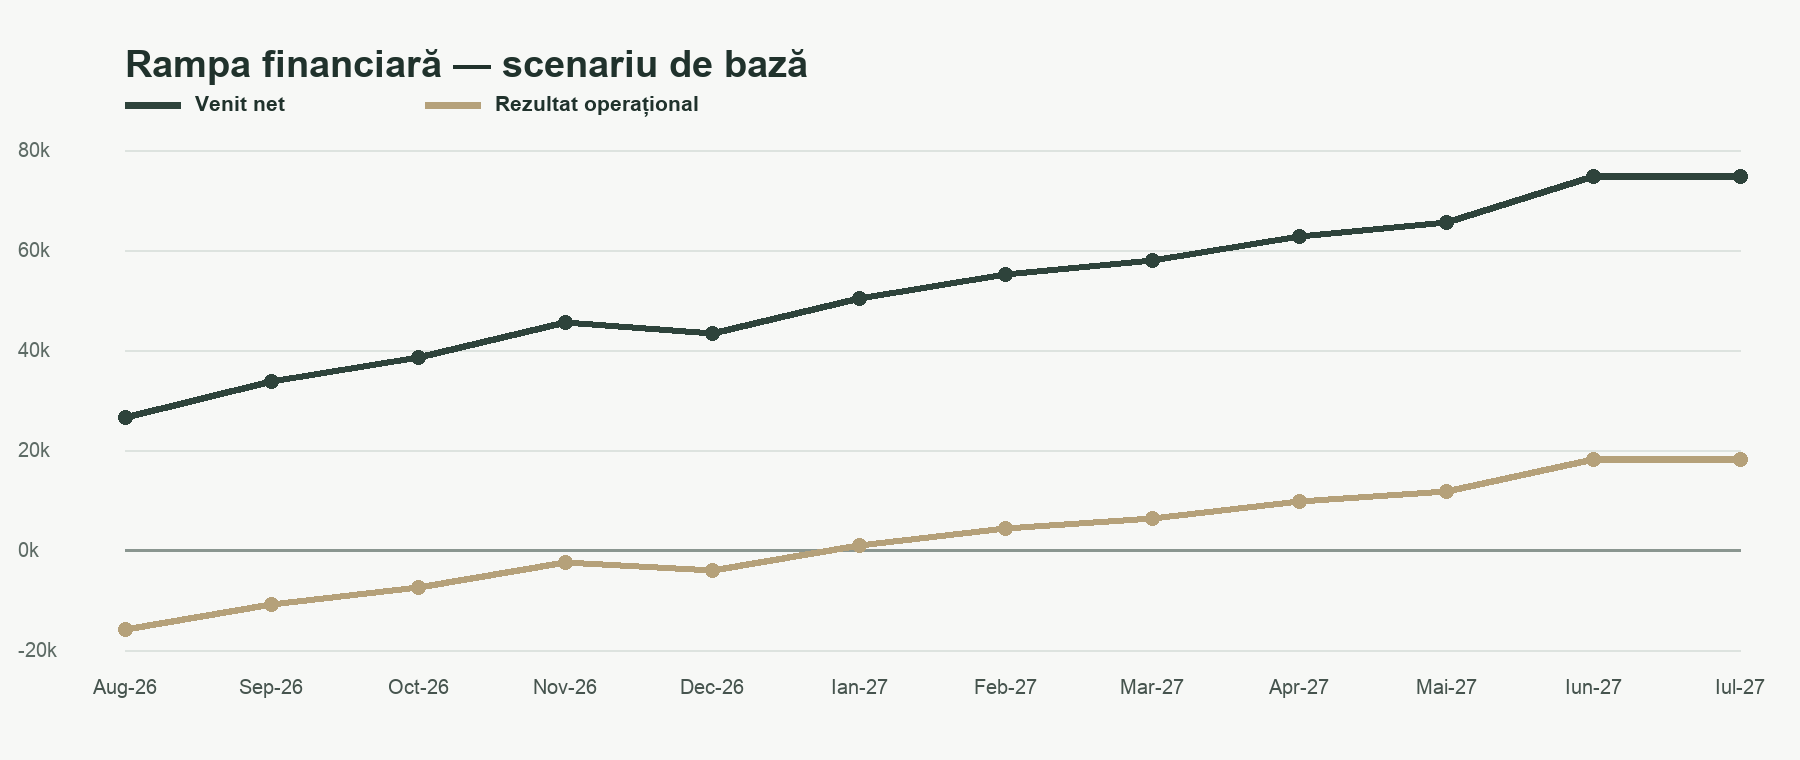 Rampa financiară — scenariu de bază
Venit net Rezultat operațional
80k
60k
40k
20k
0k
-20k
Aug-26 Sep-26 Oct-26 Nov-26 Dec-26 Ian-27 Feb-27 Mar-27 Apr-27 Mai-27 Iun-27 Iul-27